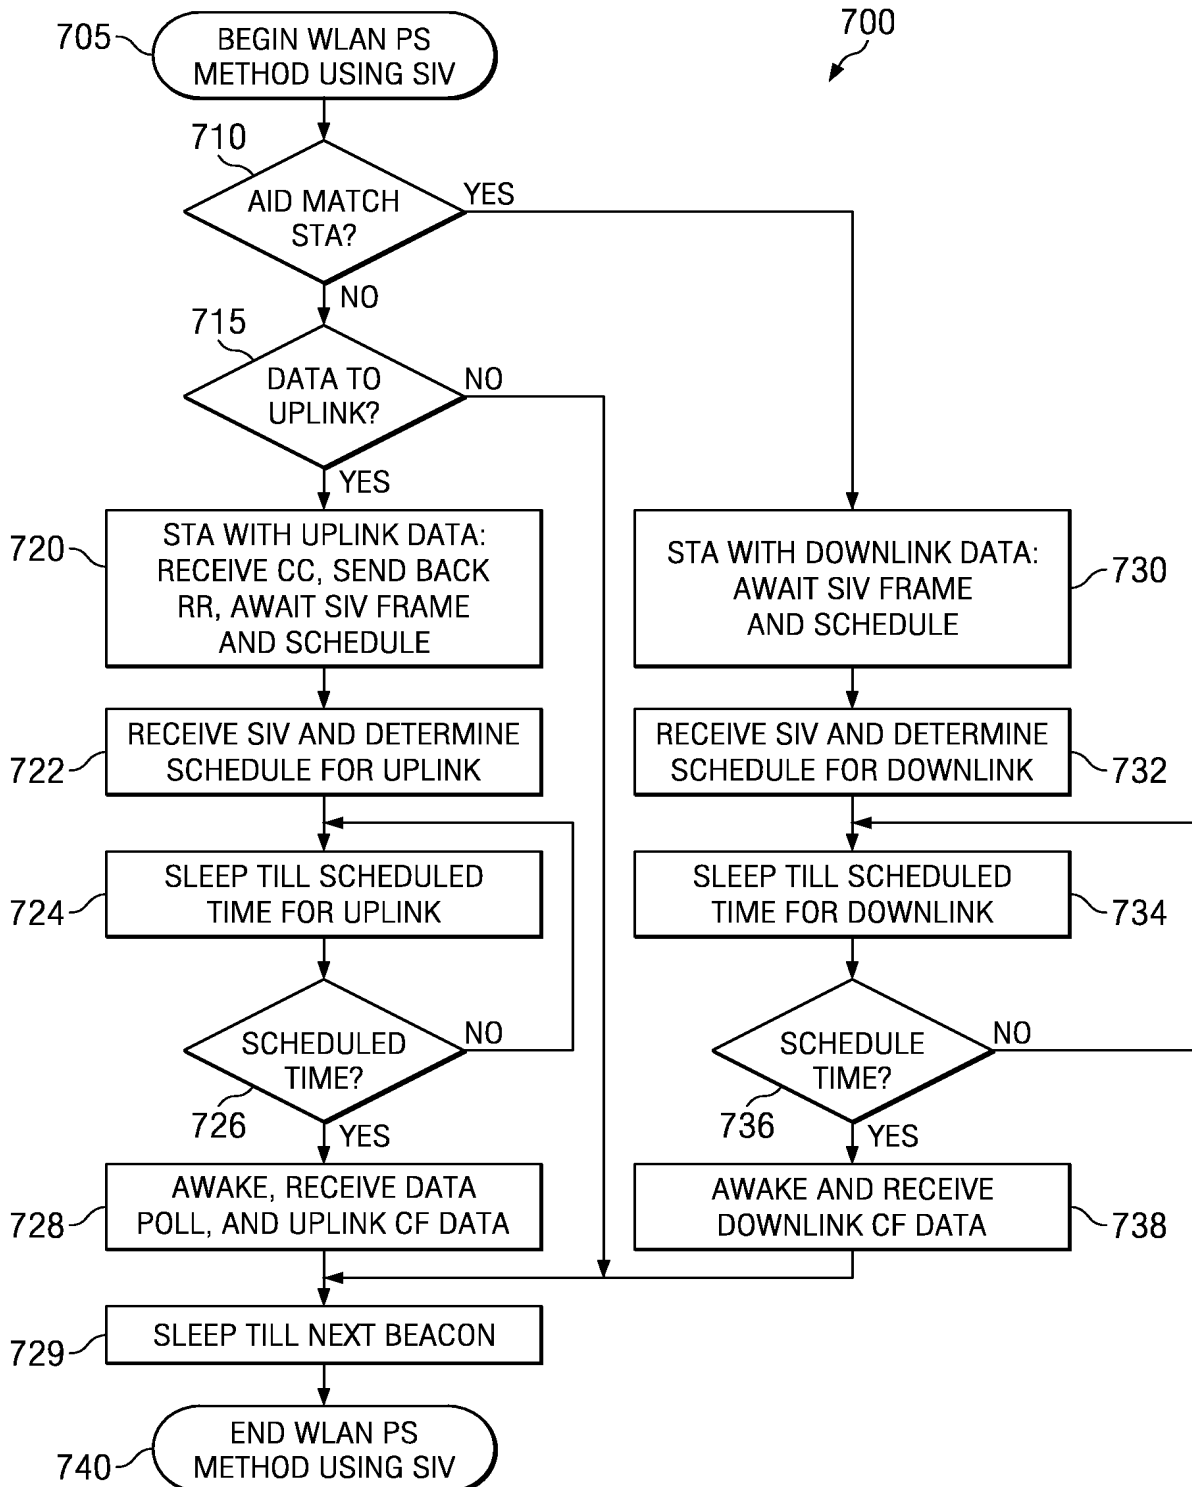 700
705
BEGIN WLAN PS
METHOD USING SIV
710
AID MATCH
STA?
YES
NO
715
DATA TO
UPLINK?
NO
YES
720
STA WITH UPLINK DATA:
RECEIVE CC, SEND BACK
RR, AWAIT SIV FRAME
AND SCHEDULE
STA WITH DOWNLINK DATA:
AWAIT SIV FRAME
AND SCHEDULE
730
722
RECEIVE SIV AND DETERMINE
SCHEDULE FOR UPLINK
RECEIVE SIV AND DETERMINE
SCHEDULE FOR DOWNLINK
732
724
SLEEP TILL SCHEDULED
TIME FOR UPLINK
SLEEP TILL SCHEDULED
TIME FOR DOWNLINK
734
SCHEDULED
TIME?
NO
726
YES
SCHEDULE
TIME?
NO
736
YES
728
AWAKE, RECEIVE DATA
POLL, AND UPLINK CF DATA
AWAKE AND RECEIVE
DOWNLINK CF DATA
738
729
SLEEP TILL NEXT BEACON
740
END WLAN PS
METHOD USING SIV